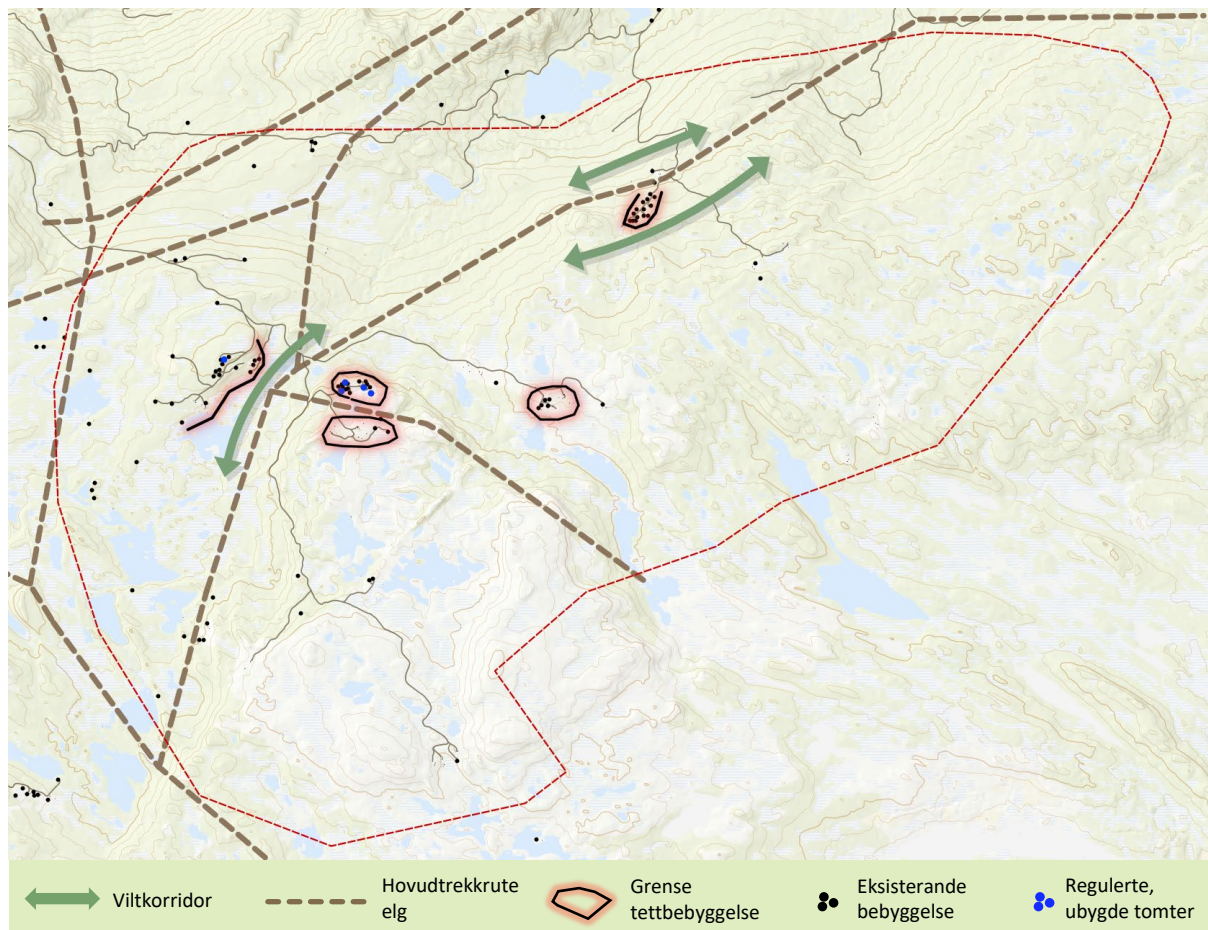 Viltkorridor
Hovudtrekkrute
elg
Grense
tettbebyggelse
Eksisterande
bebyggelse
Regulerte,
ubygde tomter